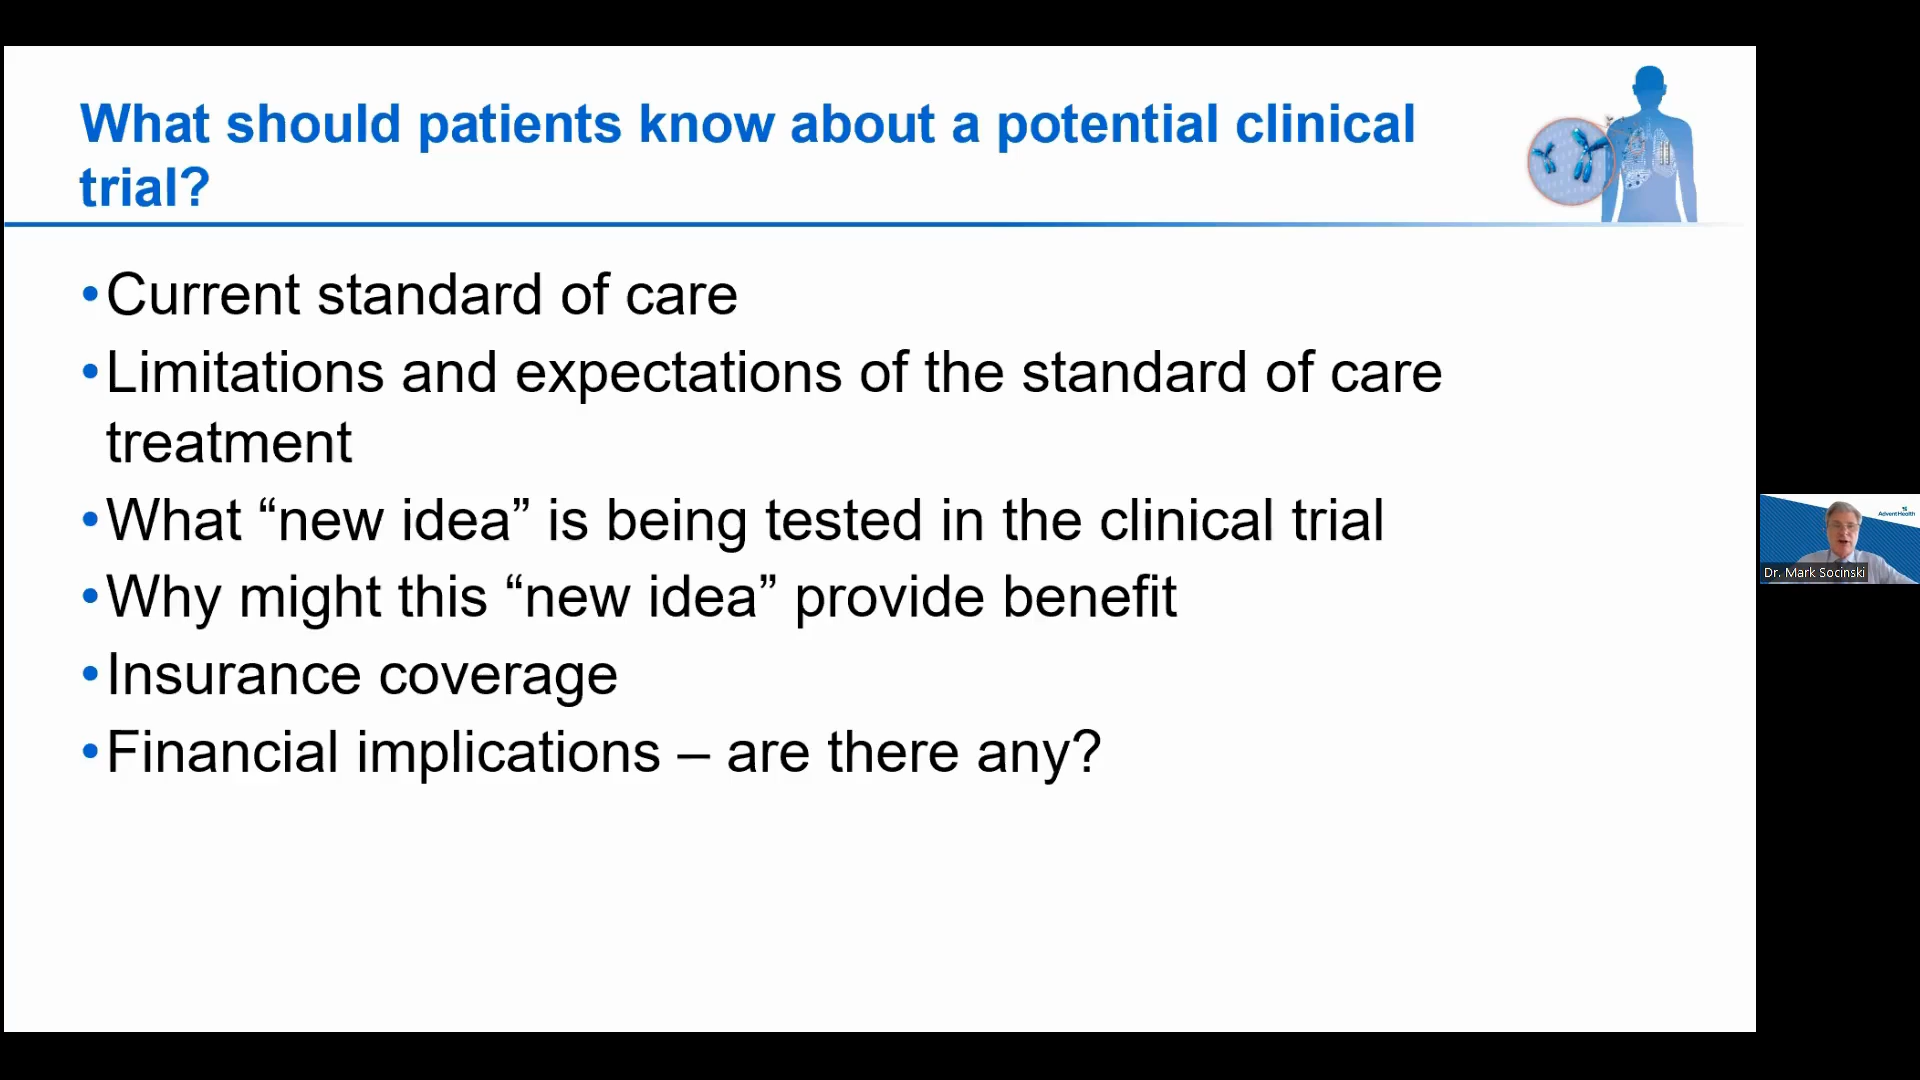 What should patients know about a potential clinical
trial?
•Current standard of care
•Limitations and expectations of the standard of care
treatment
•What “new idea” is being tested in the clinical trial
•Why might this “new idea” provide benefit
•Insurance coverage
•Financial implications – are there any?
AdventHealth
Dr. Mark Socinski